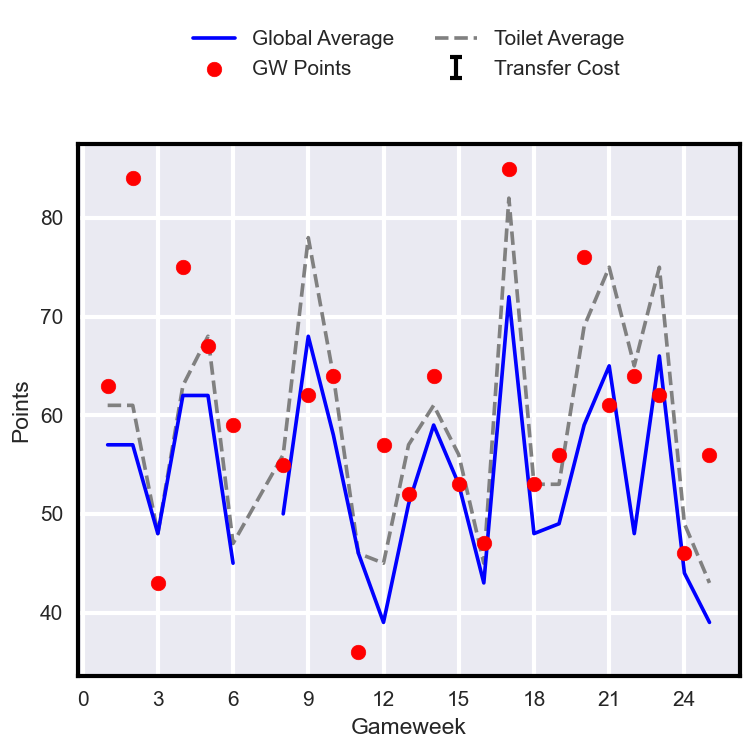 Global Average
GW Points
Toilet Average
Transfer Cost
Points
80
70
60
50
40
0 3 6 9 12 15 18 21 24
Gameweek